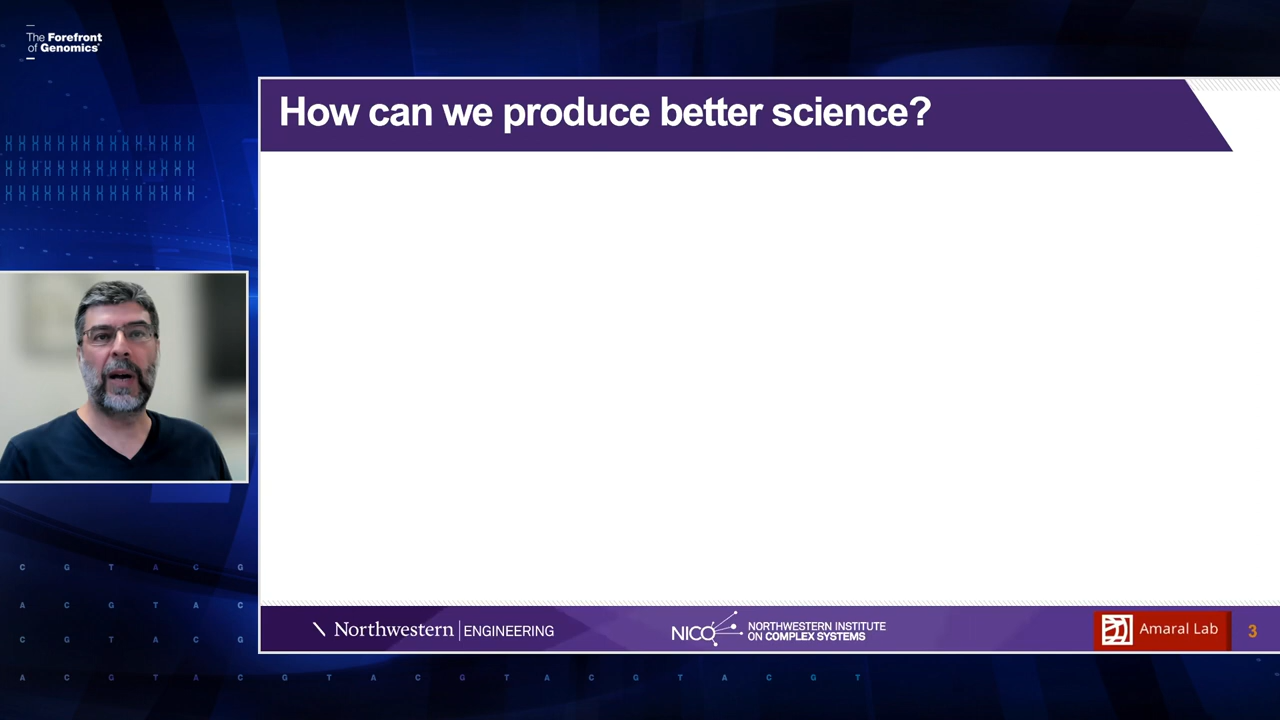 The Forefront
of Genomics®
How can we produce better science?
Northwestern | ENGINEERING
NICO
NORTHWESTERN INSTITUTE
ON COMPLEX SYSTEMS
Amaral Lab
3
C G T A C G
A C G T A C
A C G T A C G
A C G T A C G T A C G T A C G T A C G T